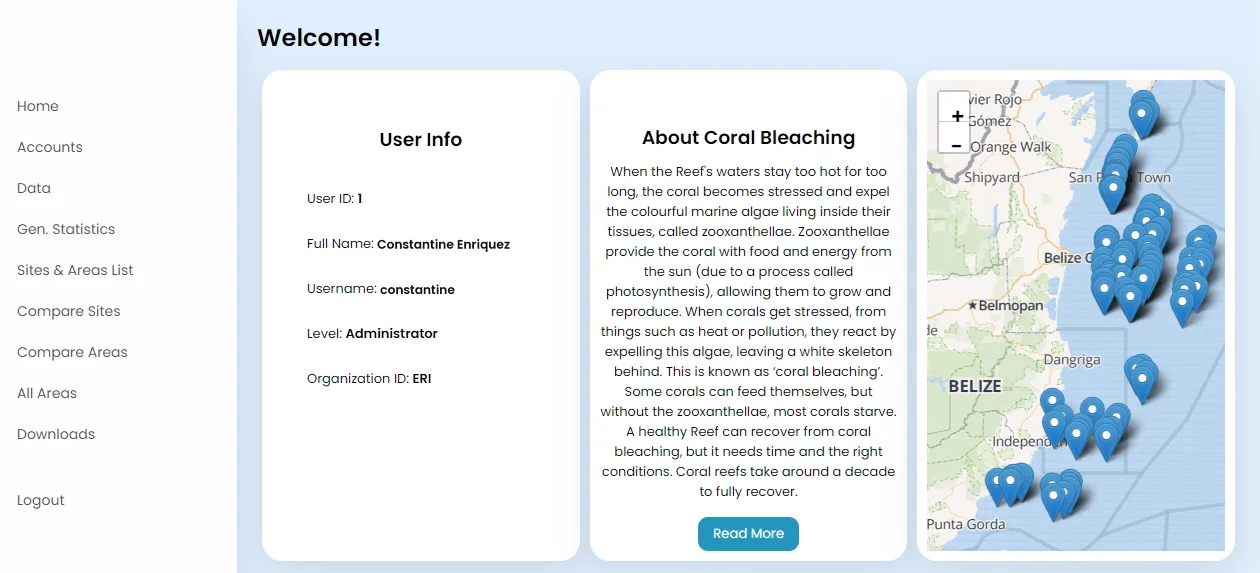 Welcome!
Home
Accounts
Data
Gen. Statistics
Sites & Areas List
Compare Sites
Compare Areas
All Areas
Downloads
Logout
User Info
User ID: 1
Full Name: Constantine Enriquez
Username: constantine
Level: Administrator
Organization ID: ERI
About Coral Bleaching
When the Reef's waters stay too hot for too
long, the coral becomes stressed and expel
the colourful marine algae living inside their
tissues, called zooxanthellae. Zooxanthellae
provide the coral with food and energy from
the sun (due to a process called
photosynthesis), allowing them to grow and
reproduce. When corals get stressed, from
things such as heat or pollution, they react by
expelling this algae, leaving a white skeleton
behind. This is known as ‘coral bleaching’.
Some corals can feed themselves, but
without the zooxanthellae, most corals starve.
A healthy Reef can recover from coral
bleaching, but it needs time and the right
conditions. Coral reefs take around a decade
to fully recover.
Read More
+
-
vier Rojo
Gómez
Orange Walk
Shipyard
San P Town
Belize C
Belmopan
de
Dangriga
BELIZE
Independen
Punta Gorda